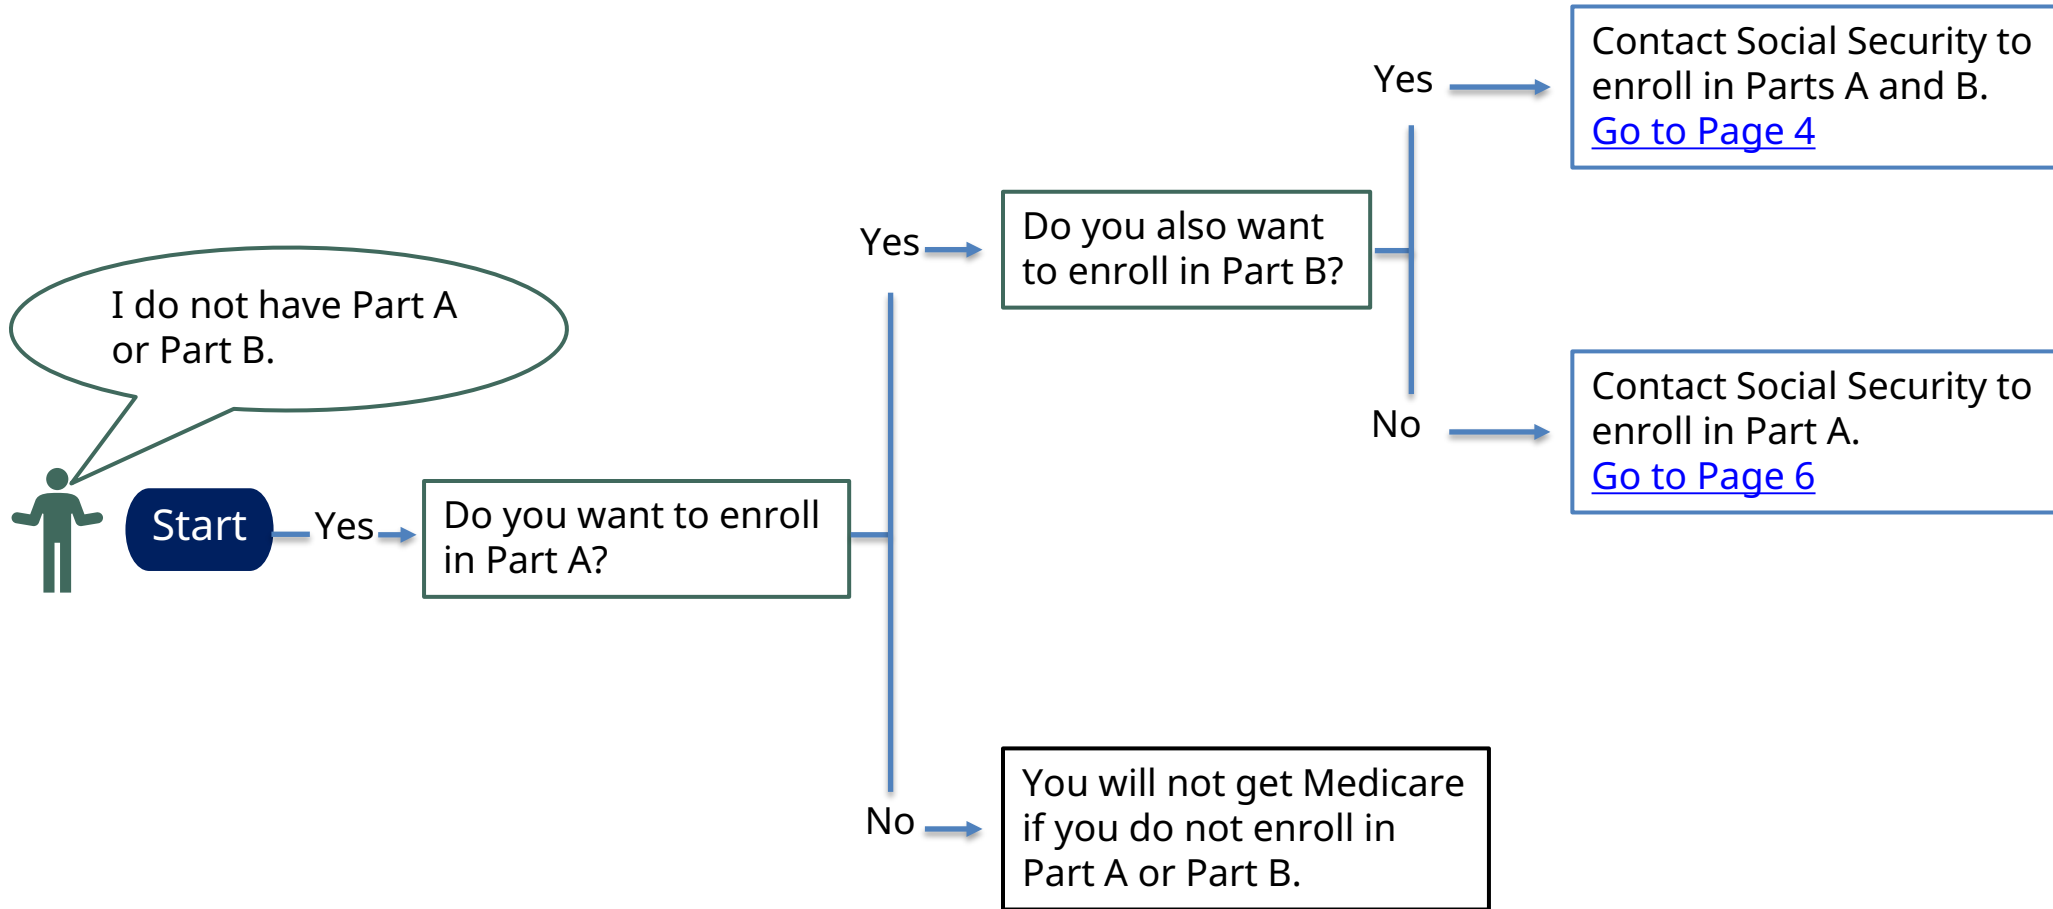 I do not have Part A
or Part B.
Start
Yes
Do you want to enroll
in Part A?
Yes
Do you also want
to enroll in Part B?
Yes
Contact Social Security to
enroll in Parts A and B.
Go to Page 4
No
Contact Social Security to
enroll in Part A.
Go to Page 6
No
You will not get Medicare
if you do not enroll in
Part A or Part B.